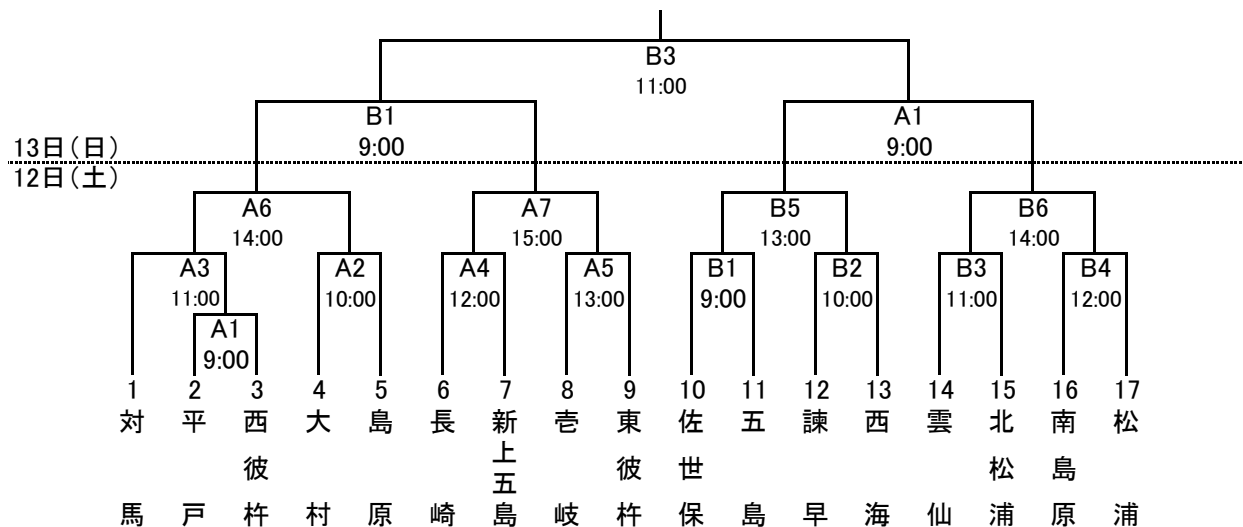 B3
11:00
B1 A1
9:00 9:00
13日(日)
12日(土)
A6 A7 B5 B6
14:00 15:00 13:00 14:00
A3 A2 A4 A5 B1 B2 B3 B4
11:00 10:00 12:00 13:00 9:00 10:00 11:00 12:00
A1
9:00
1 2 3 4 5 6 7 8 9 10 11 12 13 14 15 16 17
対馬
平戸
西彼杵
大村
島原
長崎
新上五島
壱岐
東彼杵
佐世保
五島
諫早
西海
雲仙
北松浦
南島原
松浦